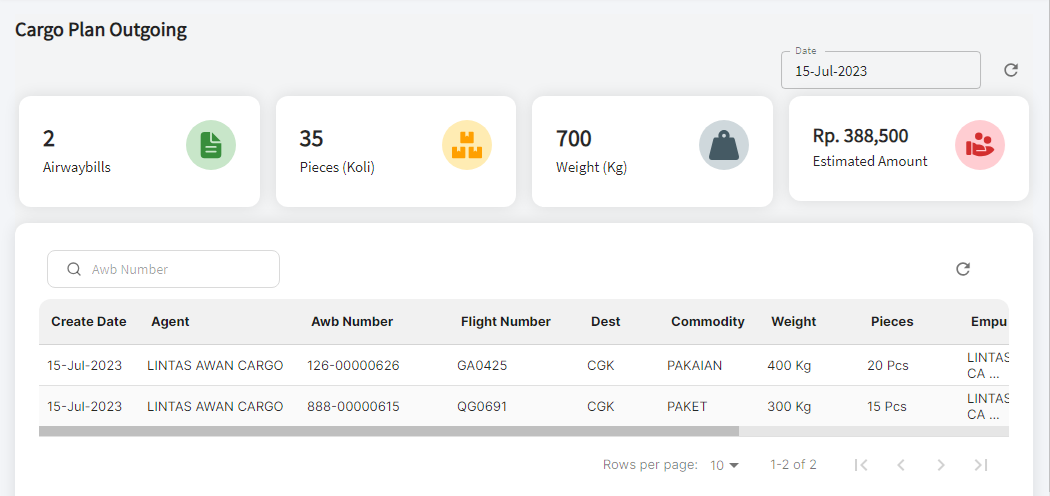 Cargo Plan Outgoing
Date
15-Jul-2023
2
Airwaybills
35
Pieces (Koli)
700
Weight (Kg)
Rp. 388,500
Estimated Amount
Awb Number
Create Date Agent Awb Number Flight Number Dest Commodity Weight Pieces Empu
15-Jul-2023 LINTAS AWAN CARGO 126-00000626 GA0425 CGK PAKAIAN 400 Kg 20 Pcs LINTAS
CA ...
15-Jul-2023 LINTAS AWAN CARGO 888-00000615 QG0691 CGK PAKET 300 Kg 15 Pcs LINTAS
CA ...
Rows per page: 10 1-2 of 2